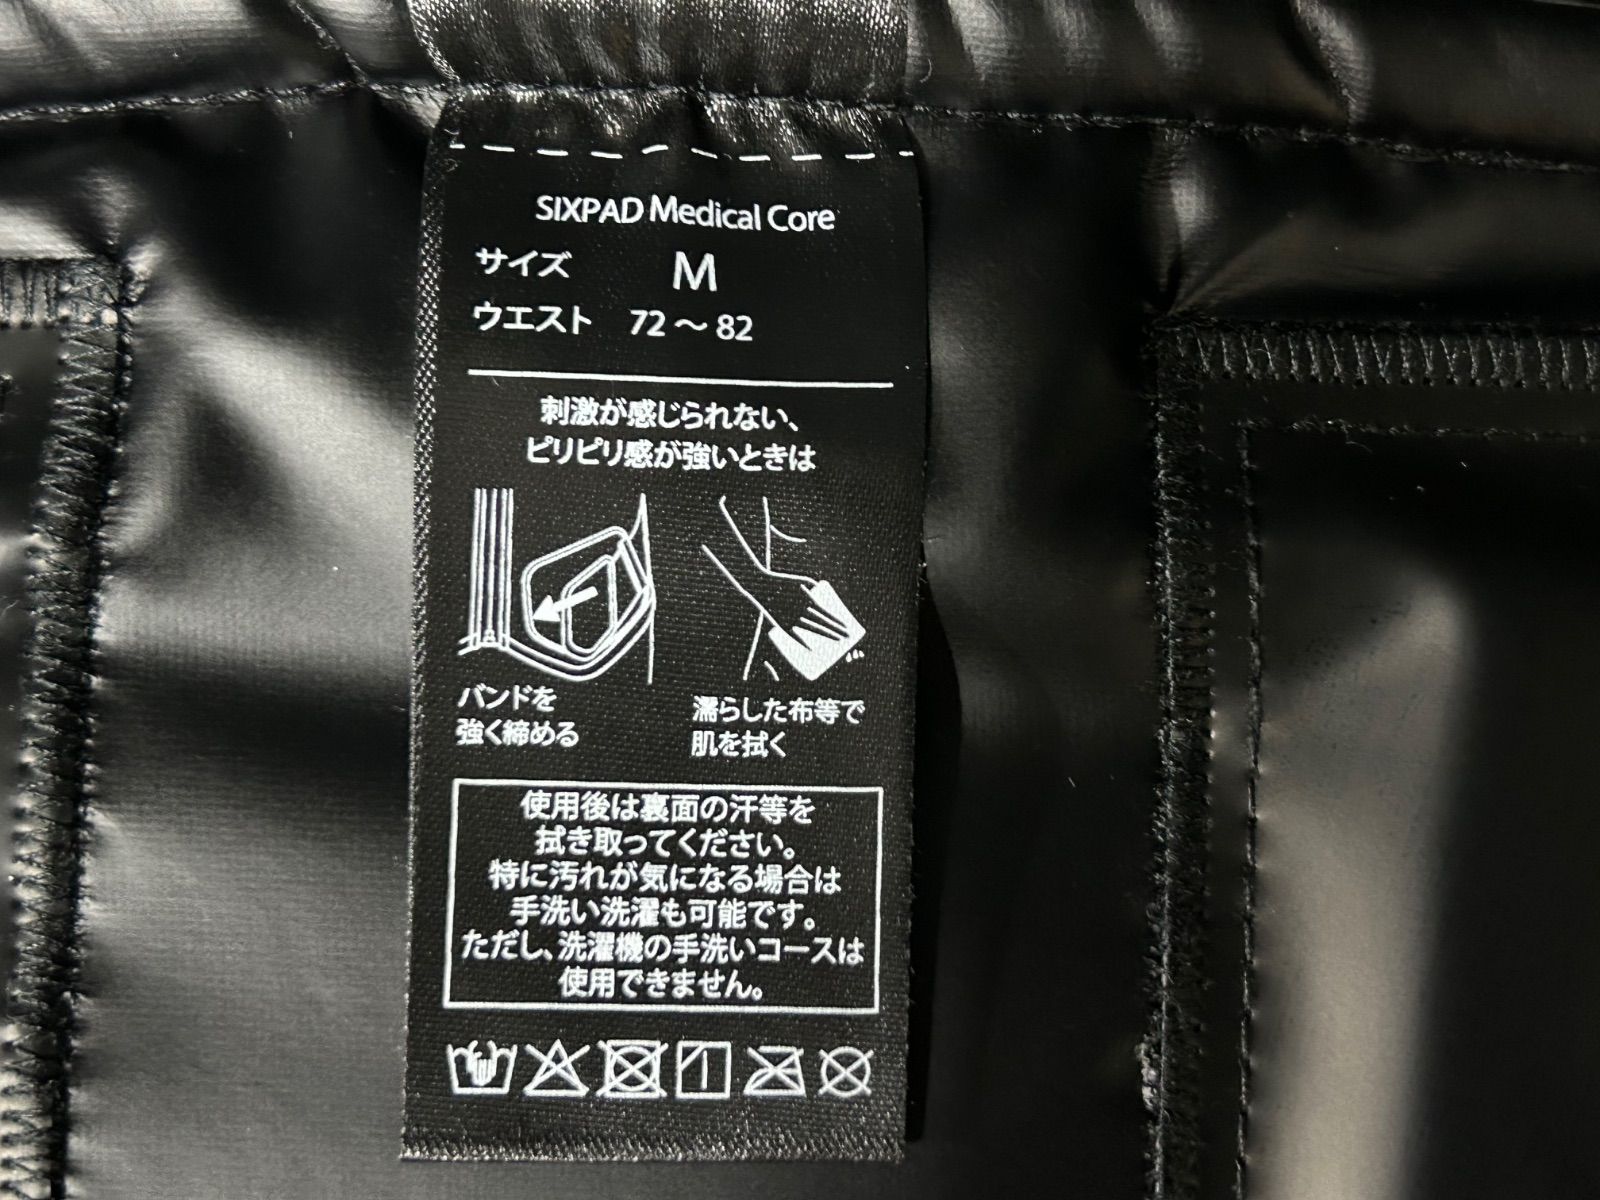 SIXPAD Medical Core
サイズ M
ウエスト 72～82
刺激が感じられない、
ピリピリ感が強いときは
バンドを
強く締める
濡らした布等で
肌を拭く
使用後は裏面の汗等を
拭き取ってください。
特に汚れが気になる場合は
手洗い洗濯も可能です。
ただし、洗濯機の手洗いコースは
使用できません。